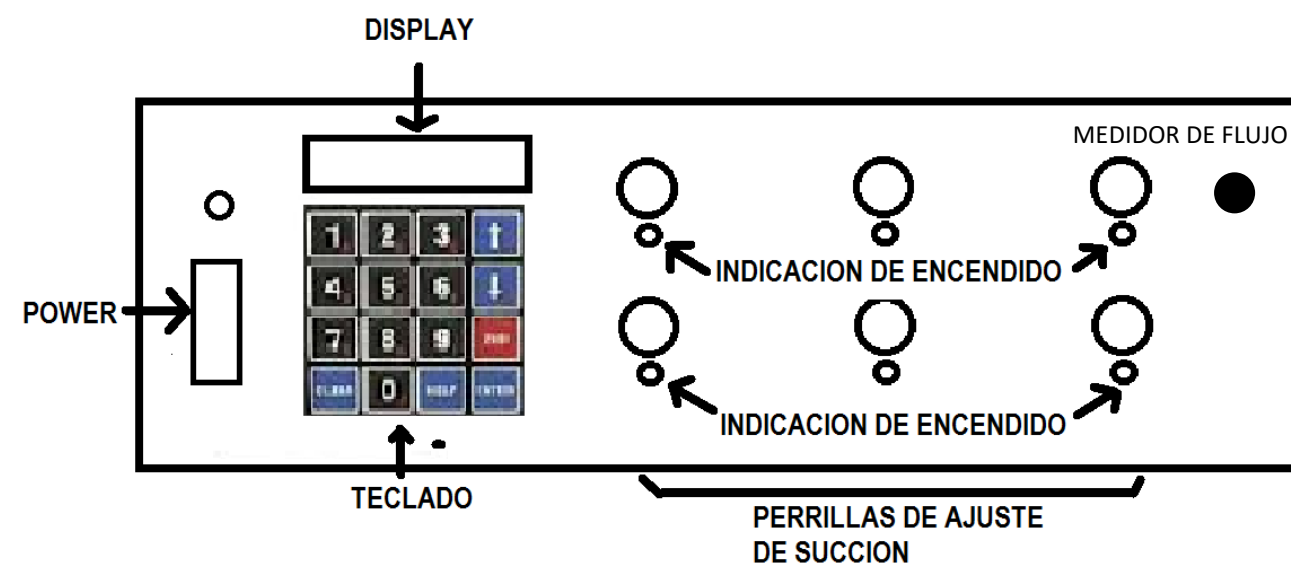 DISPLAY
MEDIDOR DE FLUJO
1 2 3 ↑
4 5 6 ↓
INDICACION DE ENCENDIDO
POWER
7 8 9
0
INDICACION DE ENCENDIDO
TECLADO
PERRILLAS DE AJUSTE
DE SUCCION